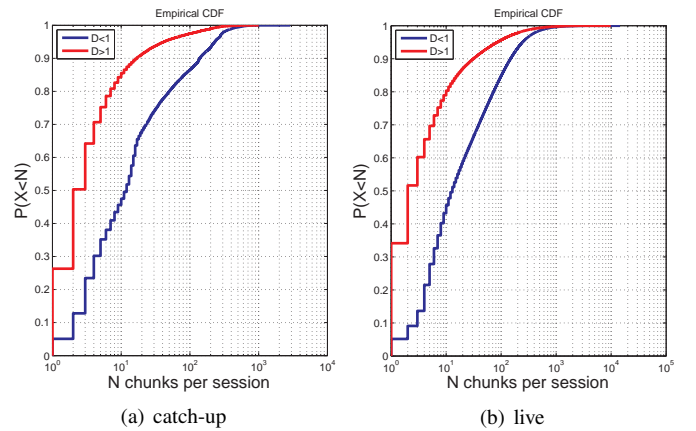 Empirical CDF
D<1
D>1
1
0.9
0.8
0.7
0.6
0.5
0.4
0.3
0.2
0.1
0
P(X<N)
10^0 10^1 10^2 10^3 10^4
N chunks per session
(a) catch-up
Empirical CDF
D<1
D>1
1
0.9
0.8
0.7
0.6
0.5
0.4
0.3
0.2
0.1
0
P(X<N)
10^0 10^1 10^2 10^3 10^4 10^5
N chunks per session
(b) live